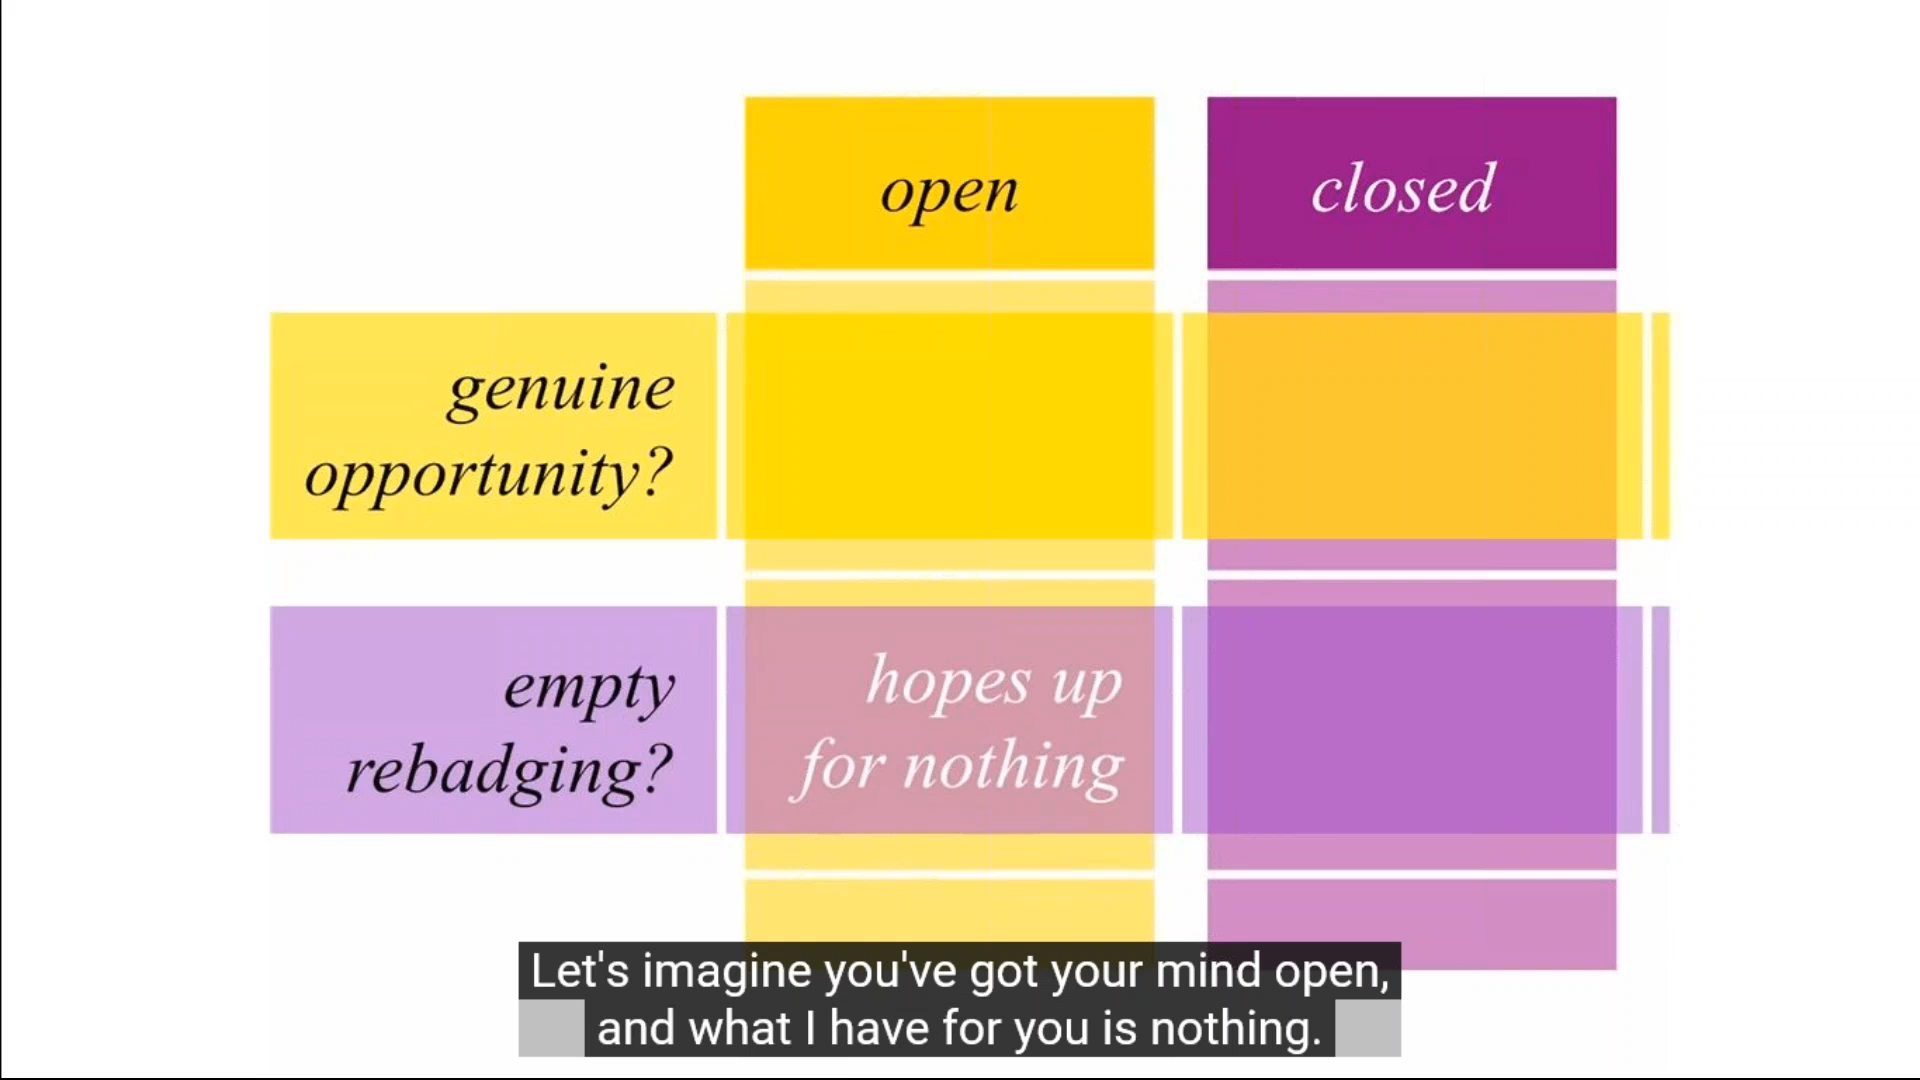 open
closed
genuine
opportunity?
empty
rebadging?
hopes up
for nothing
Let's imagine you've got your mind open,
and what I have for you is nothing.